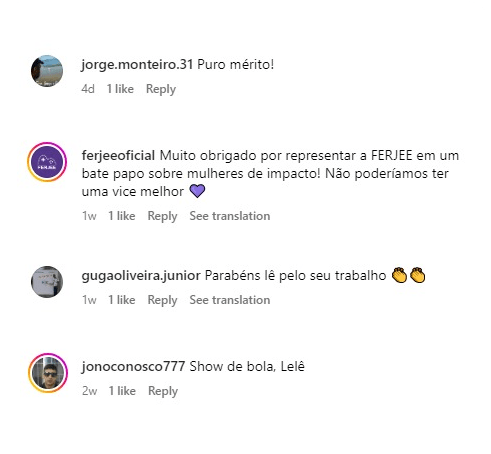 jorge.monteiro.31 Puro mérito!
4d 1 like Reply
FERJEE
ferjeeoficial Muito obrigado por representar a FERJEE em um
bate papo sobre mulheres de impacto! Não poderíamos ter
uma vice melhor 💜
1w 1 like Reply See translation
gugaoliveira.junior Parabéns lê pelo seu trabalho 👏👏
1w 1 like Reply See translation
jonoconosco777 Show de bola, Lelê
2w 1 like Reply